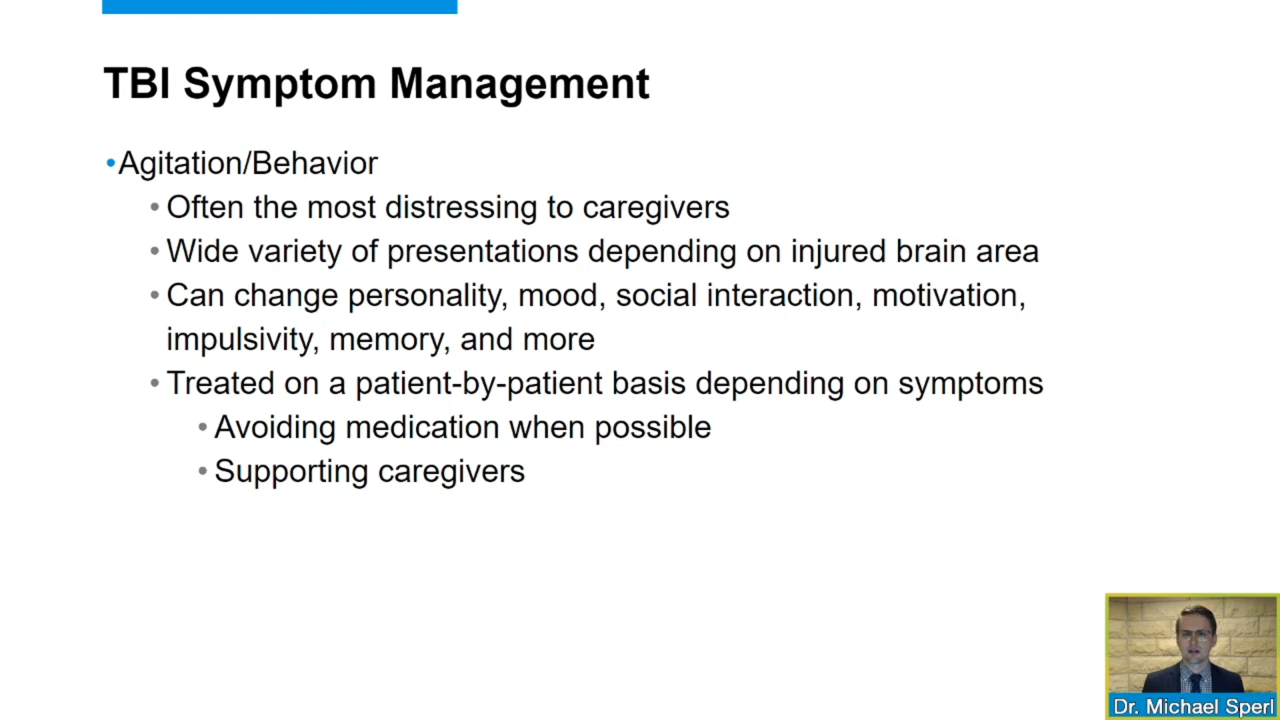 TBI Symptom Management
•Agitation/Behavior
• Often the most distressing to caregivers
• Wide variety of presentations depending on injured brain area
• Can change personality, mood, social interaction, motivation,
impulsivity, memory, and more
• Treated on a patient-by-patient basis depending on symptoms
• Avoiding medication when possible
• Supporting caregivers
Dr. Michael Sperl